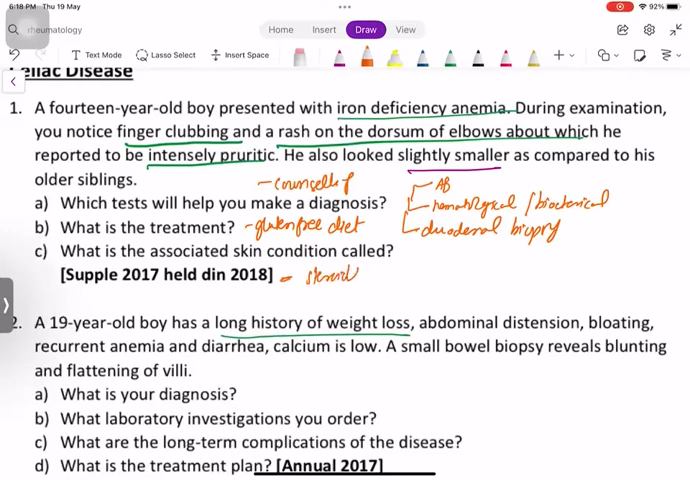 6:18 PM Thu 19 May
92%
rheumatology
Home Insert Draw View
Text Mode Lasso Select Insert Space
Celiac Disease
1. A fourteen-year-old boy presented with iron deficiency anemia. During examination,
you notice finger clubbing and a rash on the dorsum of elbows about which he
reported to be intensely pruritic. He also looked slightly smaller as compared to his
older siblings.
AB
a) Which tests will help you make a diagnosis?
b) What is the treatment? - gluten free diet
duodenal biopsy
c) What is the associated skin condition called?
[Supple 2017 held din 2018] - steroid
2. A 19-year-old boy has a long history of weight loss, abdominal distension, bloating,
recurrent anemia and diarrhea, calcium is low. A small bowel biopsy reveals blunting
and flattening of villi.
a) What is your diagnosis?
b) What laboratory investigations you order?
c) What are the long-term complications of the disease?
d) What is the treatment plan? [Annual 2017]